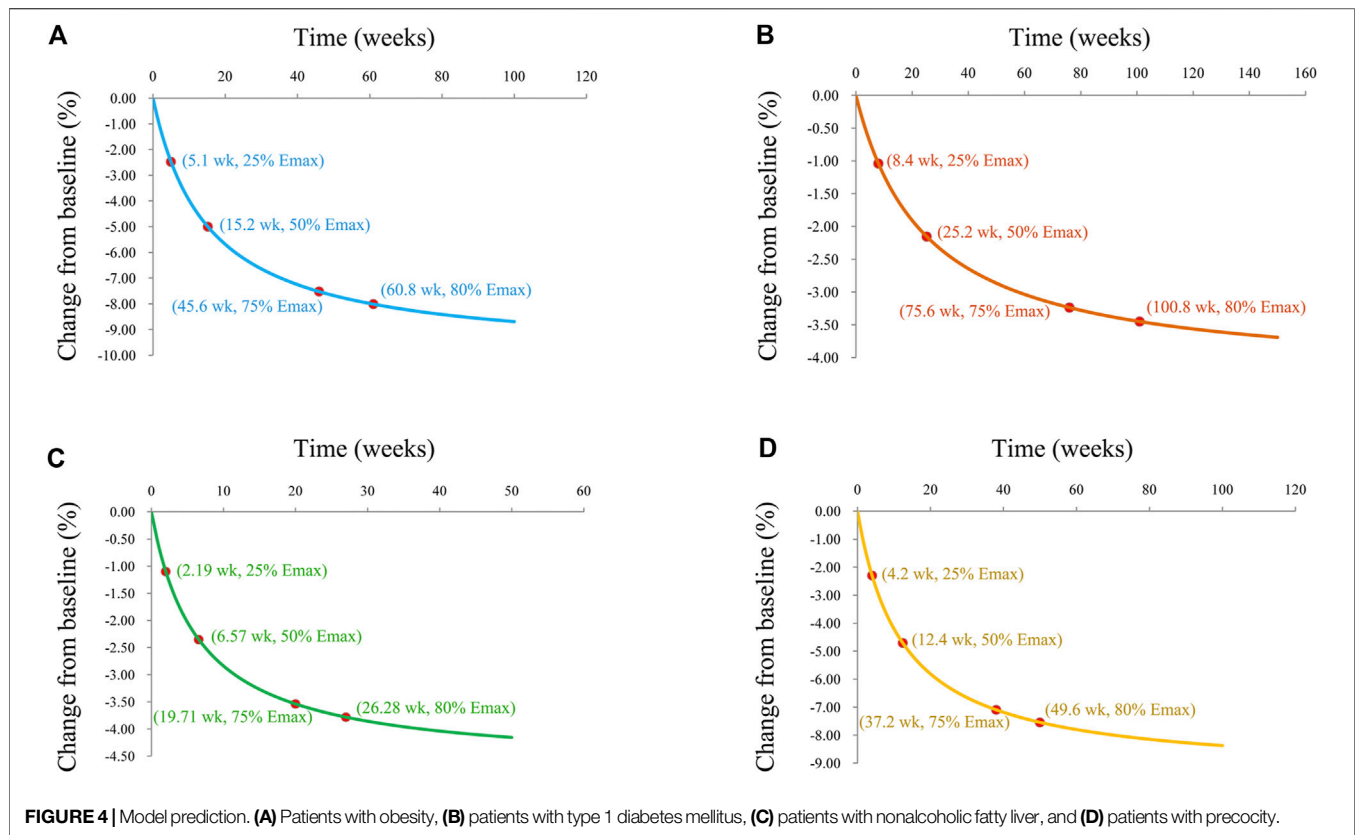 A
Time (weeks)
0 20 40 60 80 100 120
Change from baseline (%)
0.00
-1.00
-2.00
-3.00
-4.00
-5.00
-6.00
-7.00
-8.00
-9.00
-10.00
(5.1 wk, 25% Emax)
(15.2 wk, 50% Emax)
(45.6 wk, 75% Emax)
(60.8 wk, 80% Emax)
B
Time (weeks)
0 20 40 60 80 100 120 140 160
Change from baseline (%)
0.00
-0.50
-1.00
-1.50
-2.00
-2.50
-3.00
-3.50
-4.00
(8.4 wk, 25% Emax)
(25.2 wk, 50% Emax)
(75.6 wk, 75% Emax)
(100.8 wk, 80% Emax)
C
Time (weeks)
0 10 20 30 40 50 60
Change from baseline (%)
0.00
-0.50
-1.00
-1.50
-2.00
-2.50
-3.00
-3.50
-4.00
-4.50
(2.19 wk, 25% Emax)
(6.57 wk, 50% Emax)
(19.71 wk, 75% Emax)
(26.28 wk, 80% Emax)
D
Time (weeks)
0 20 40 60 80 100 120
Change from baseline (%)
0.00
-1.00
-2.00
-3.00
-4.00
-5.00
-6.00
-7.00
-8.00
-9.00
(4.2 wk, 25% Emax)
(12.4 wk, 50% Emax)
(37.2 wk, 75% Emax)
(49.6 wk, 80% Emax)
FIGURE 4 | Model prediction. (A) Patients with obesity, (B) patients with type 1 diabetes mellitus, (C) patients with nonalcoholic fatty liver, and (D) patients with precocity.